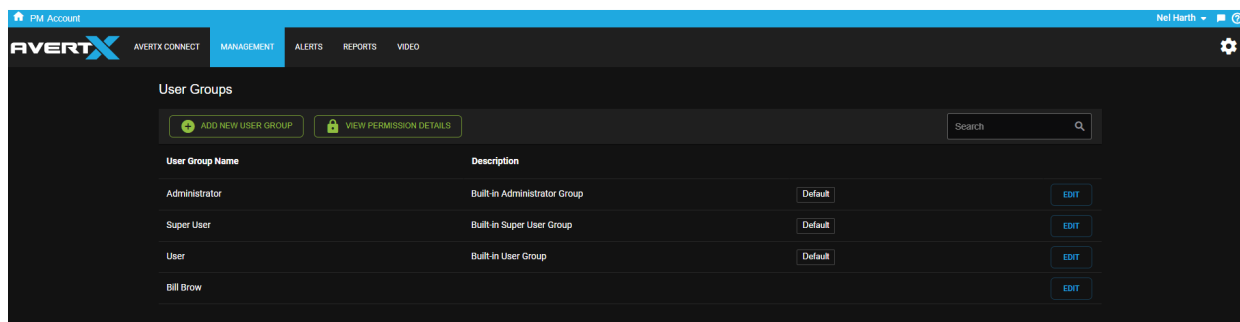 PM Account
Nel Harth
AVERTX
AVERTX CONNECT
MANAGEMENT
ALERTS
REPORTS
VIDEO
User Groups
ADD NEW USER GROUP
VIEW PERMISSION DETAILS
Search
User Group Name Description
Administrator Built-in Administrator Group Default EDIT
Super User Built-in Super User Group Default EDIT
User Built-in User Group Default EDIT
Bill Brow EDIT